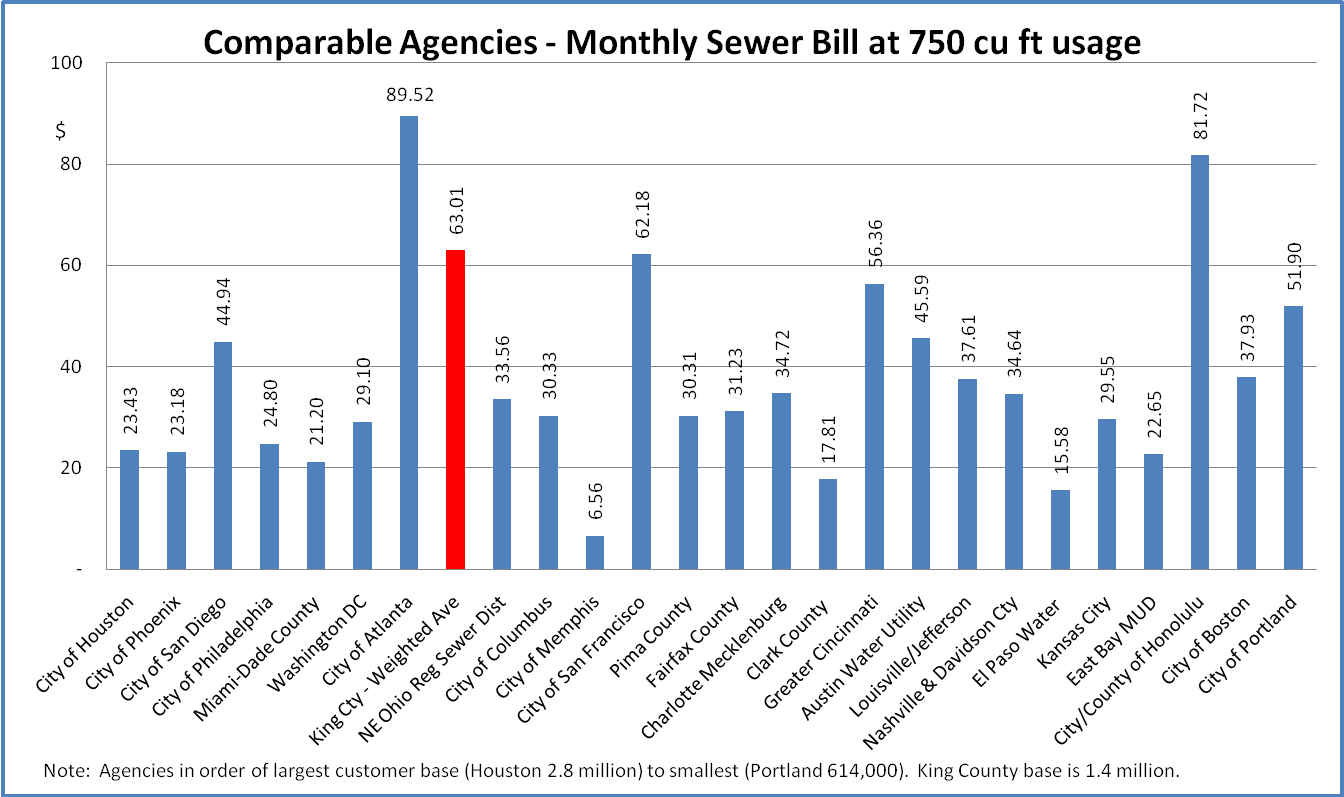 Comparable Agencies - Monthly Sewer Bill at 750 cu ft usage
100
$
80
60
40
20
-
23.43
23.18
44.94
24.80
21.20
29.10
89.52
63.01
33.56
30.33
6.56
62.18
30.31
31.23
34.72
17.81
56.36
45.59
37.61
34.64
15.58
29.55
22.65
81.72
37.93
51.90
City of Houston
City of Phoenix
City of San Diego
City of Philadelphia
Miami-Dade County
Washington DC
City of Atlanta
King Cty - Weighted Ave
NE Ohio Reg Sewer Dist
City of Columbus
City of Memphis
City of San Francisco
Pima County
Fairfax County
Charlotte Mecklenburg
Clark County
Greater Cincinnati
Austin Water Utility
Louisville/Jefferson
Nashville & Davidson Cty
El Paso Water
Kansas City
East Bay MUD
City/County of Honolulu
City of Boston
City of Portland
Note:  Agencies in order of largest customer base (Houston 2.8 million) to smallest (Portland 614,000).  King County base is 1.4 million.